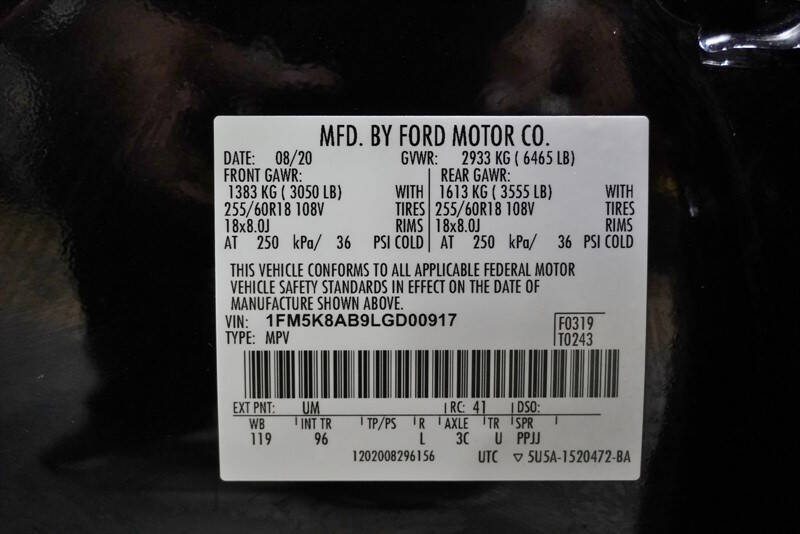 MFD. BY FORD MOTOR CO.
DATE: 08/20 GVWR: 2933 KG ( 6465 LB)
FRONT GAWR: REAR GAWR:
1383 KG ( 3050 LB) WITH 1613 KG ( 3555 LB) WITH
255/60R18 108V TIRES 255/60R18 108V TIRES
18x8.0J RIMS 18x8.0J RIMS
AT 250 kPa/ 36 PSI COLD AT 250 kPa/ 36 PSI COLD
THIS VEHICLE CONFORMS TO ALL APPLICABLE FEDERAL MOTOR
VEHICLE SAFETY STANDARDS IN EFFECT ON THE DATE OF
MANUFACTURE SHOWN ABOVE.
VIN: 1FM5K8AB9LGD00917 F0319
TYPE: MPV T0243
EXT PNT: UM RC: 41 DSO:
WB INT TR TP/PS R AXLE TR SPR
119 96 L 3C U PPJJ
1202008296156 UTC ▽ 5U5A-1520472-BA